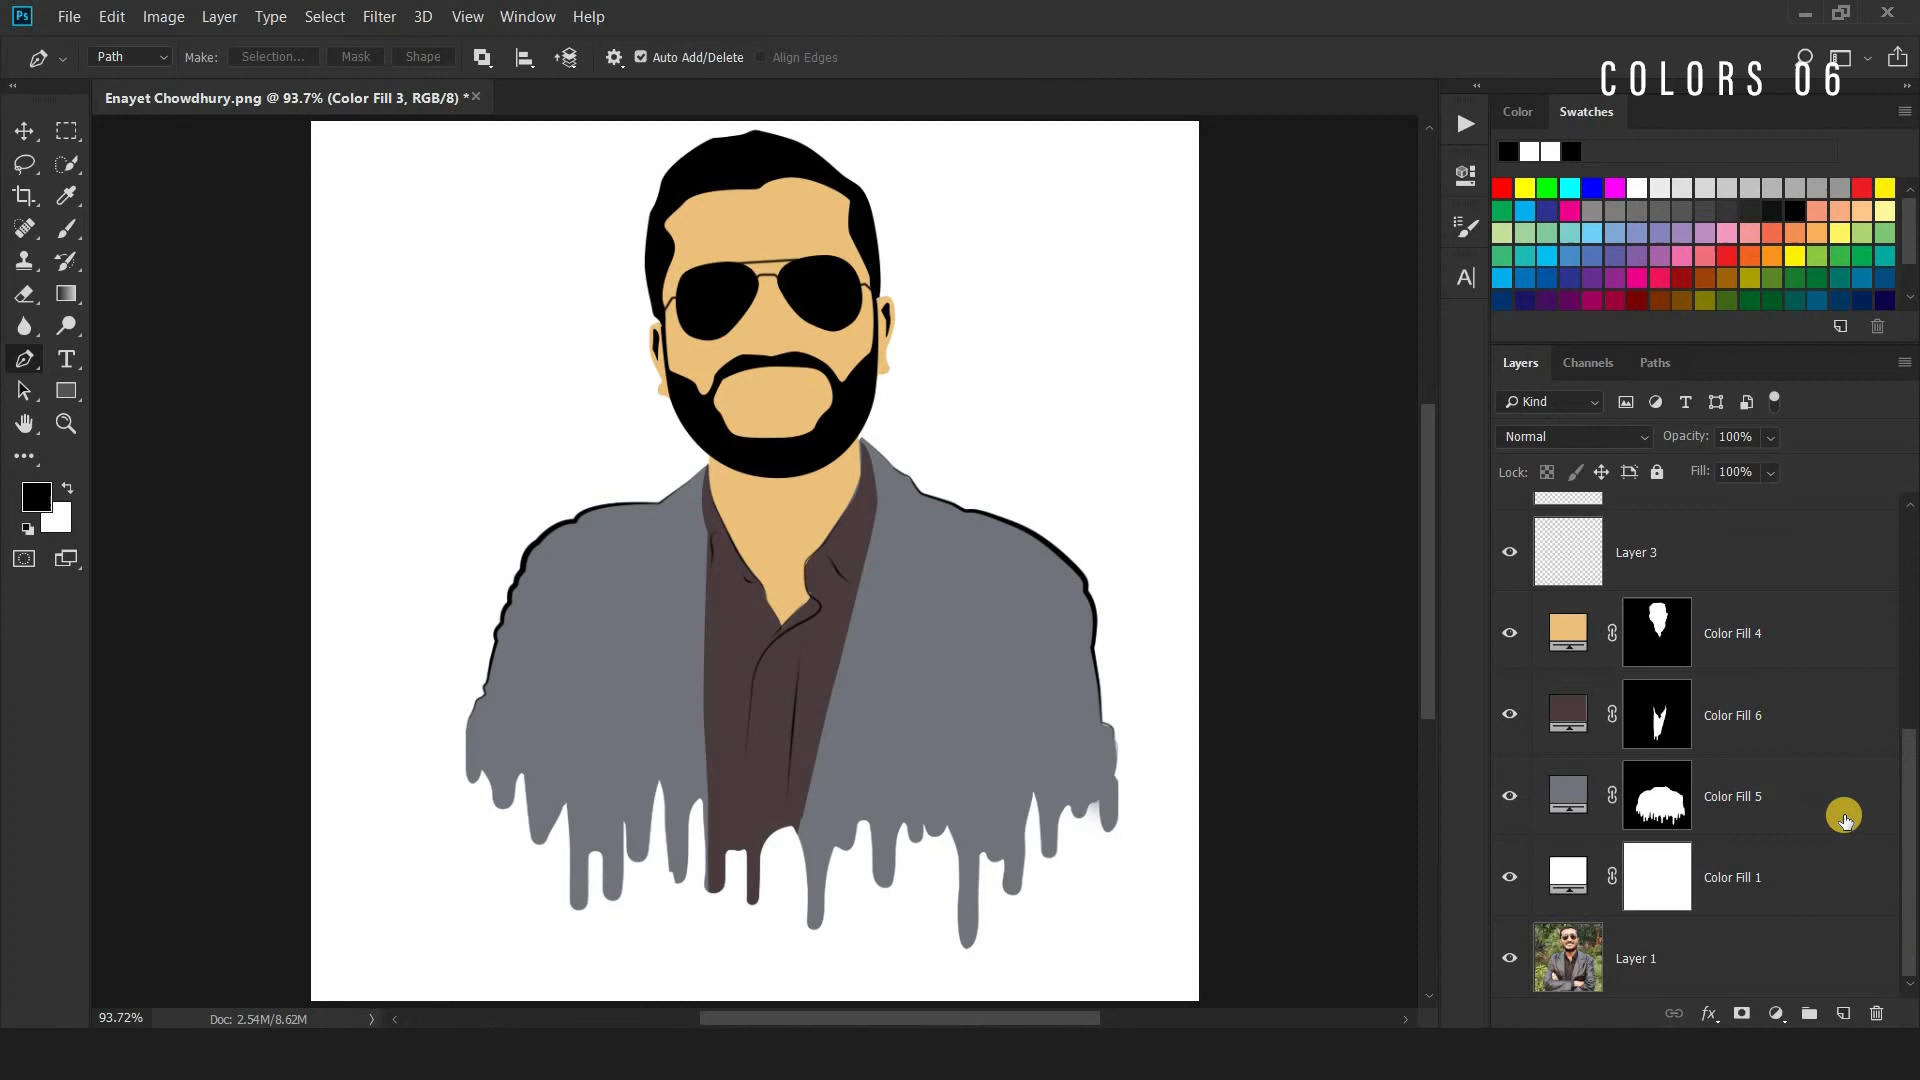 Ps File Edit Image Layer Type Select Filter 3D View Window Help
Path Make: Selection... Mask Shape Auto Add/Delete Align Edges
COLORS 06
Enayet Chowdhury.png @ 93.7% (Color Fill 3, RGB/8) *
Color Swatches
Layers Channels Paths
Kind
Normal Opacity: 100%
Lock: Fill: 100%
Layer 3
Color Fill 4
Color Fill 6
Color Fill 5
Color Fill 1
Layer 1
fx
93.72% Doc: 2.54M/8.62M